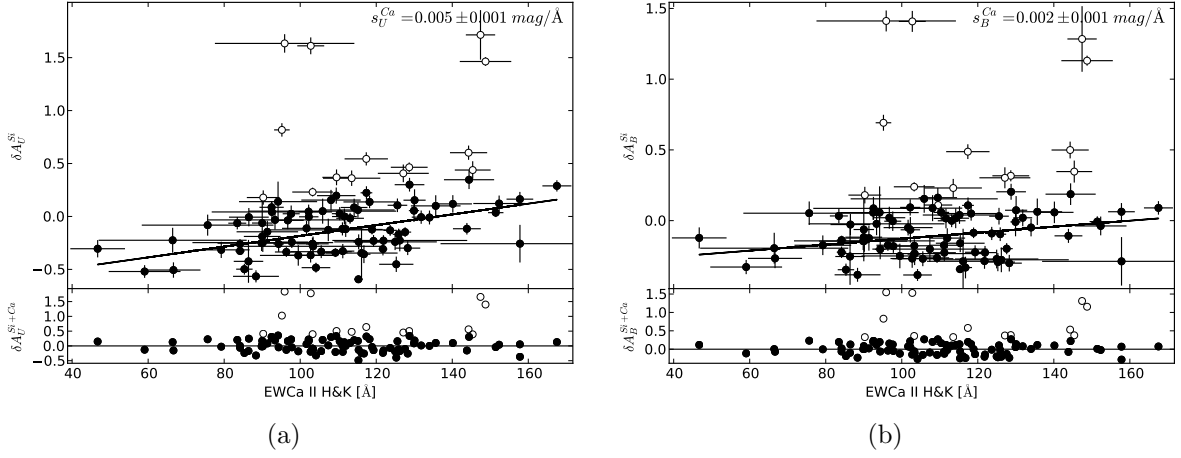 s_U^{Ca} = 0.005 ± 0.001 mag/Å
1.5
1.0
0.5
0.0
−0.5
δA_U^{Si}
1.5
1.0
0.5
0.0
−0.5
δA_U^{Si+Ca}
40 60 80 100 120 140 160
EWCa II H&K [Å]
(a)
s_B^{Ca} = 0.002 ± 0.001 mag/Å
1.5
1.0
0.5
0.0
δA_B^{Si}
1.5
1.0
0.5
0.0
δA_B^{Si+Ca}
40 60 80 100 120 140 160
EWCa II H&K [Å]
(b)